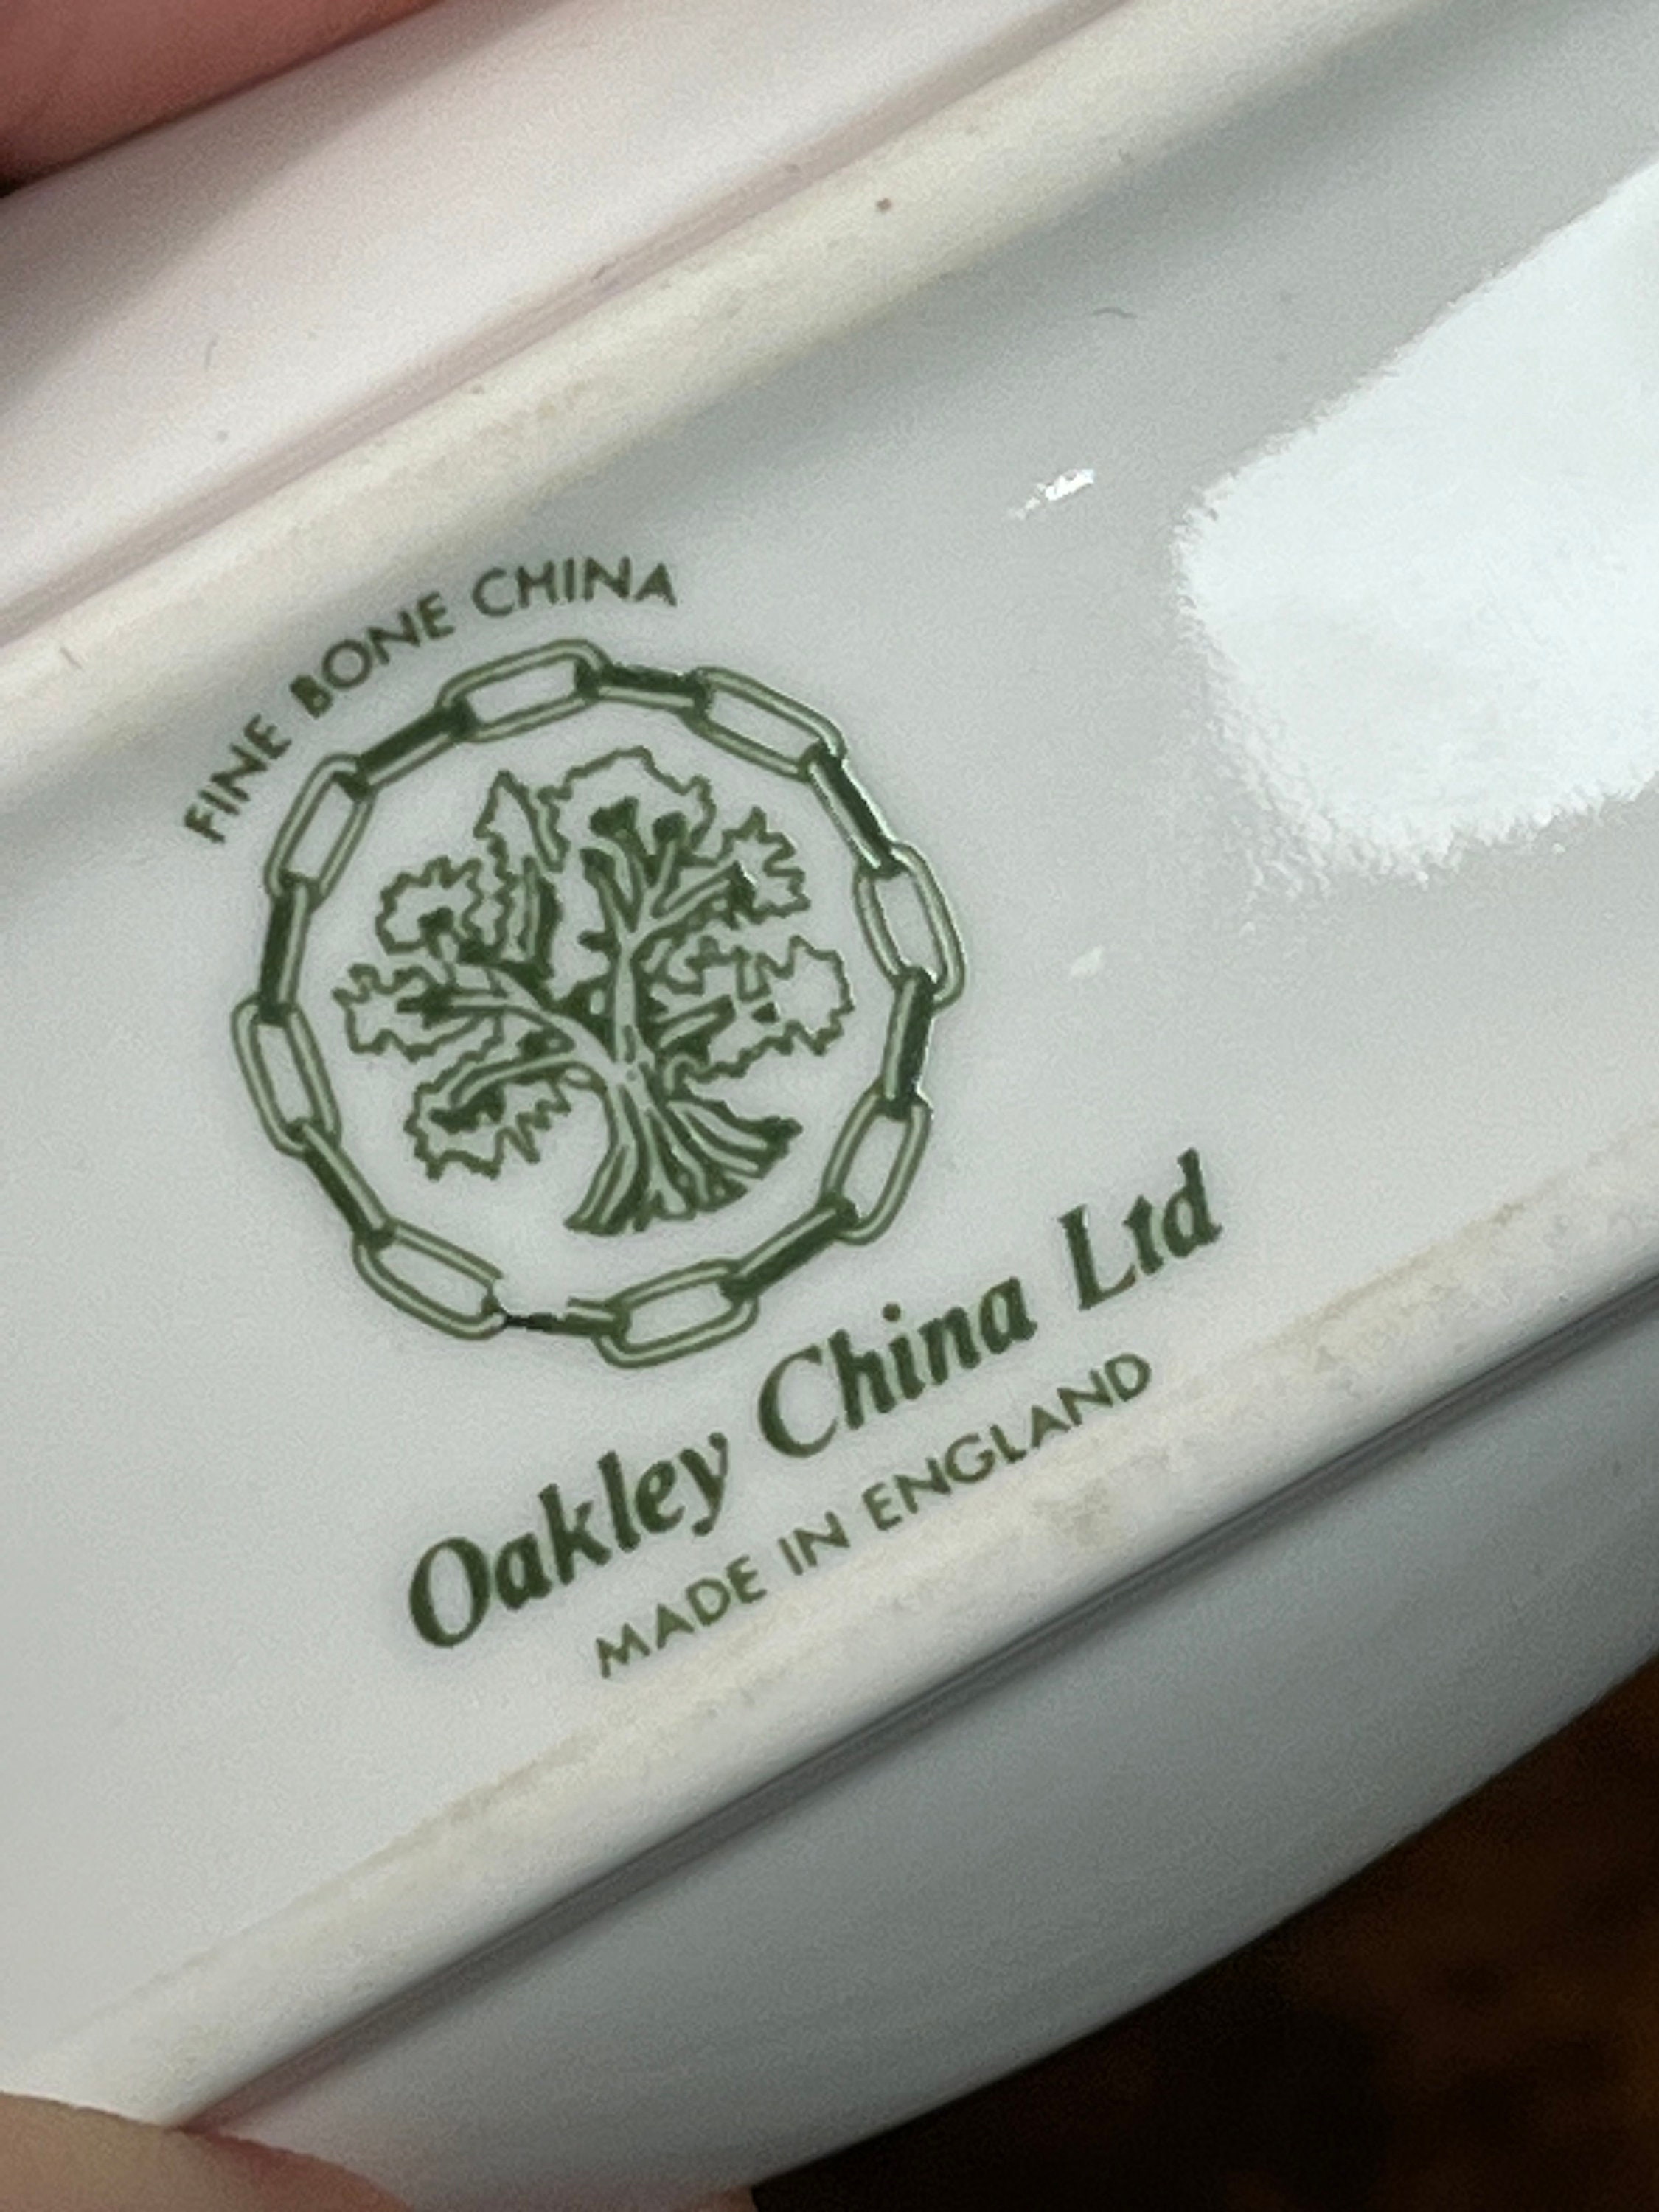 FINE BONE CHINA
Oakley China Ltd
MADE IN ENGLAND